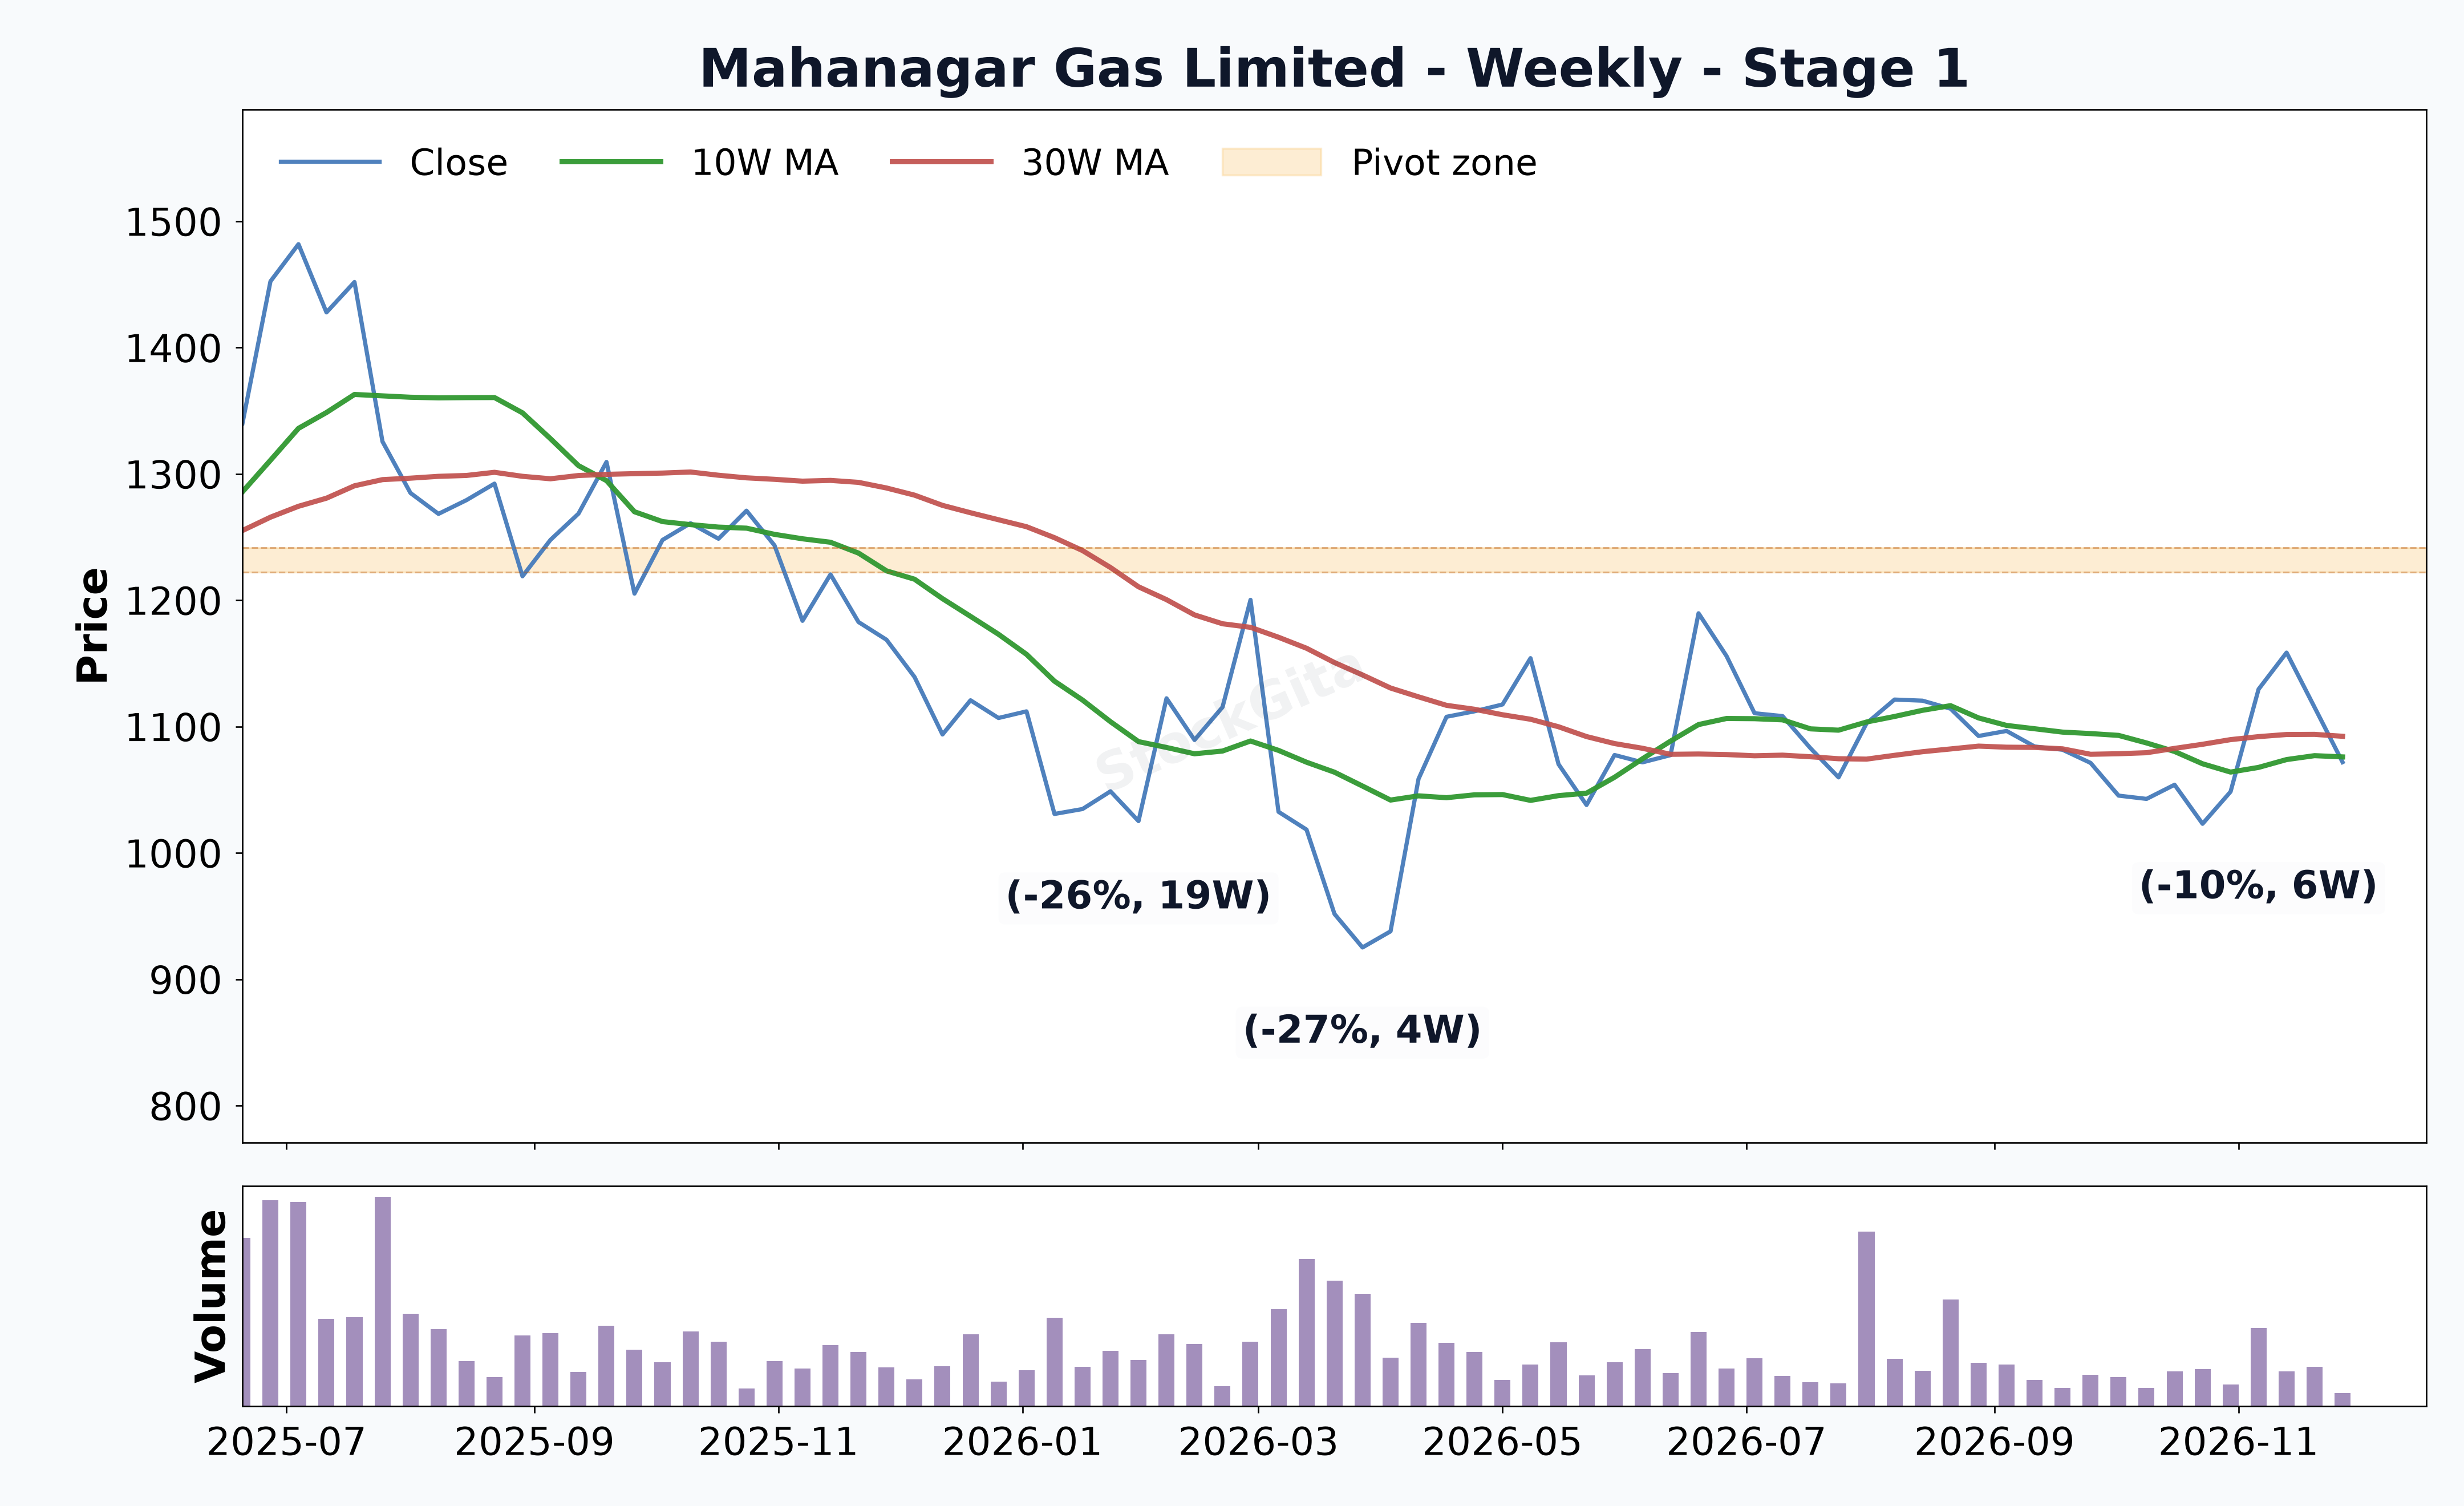 Mahanagar Gas Limited - Weekly - Stage 1
Close 10W MA 30W MA Pivot zone
1500
1400
1300
1200
1100
1000
900
800
Price
StockGita
(-26%, 19W)
(-10%, 6W)
(-27%, 4W)
Volume
2025-07 2025-09 2025-11 2026-01 2026-03 2026-05 2026-07 2026-09 2026-11